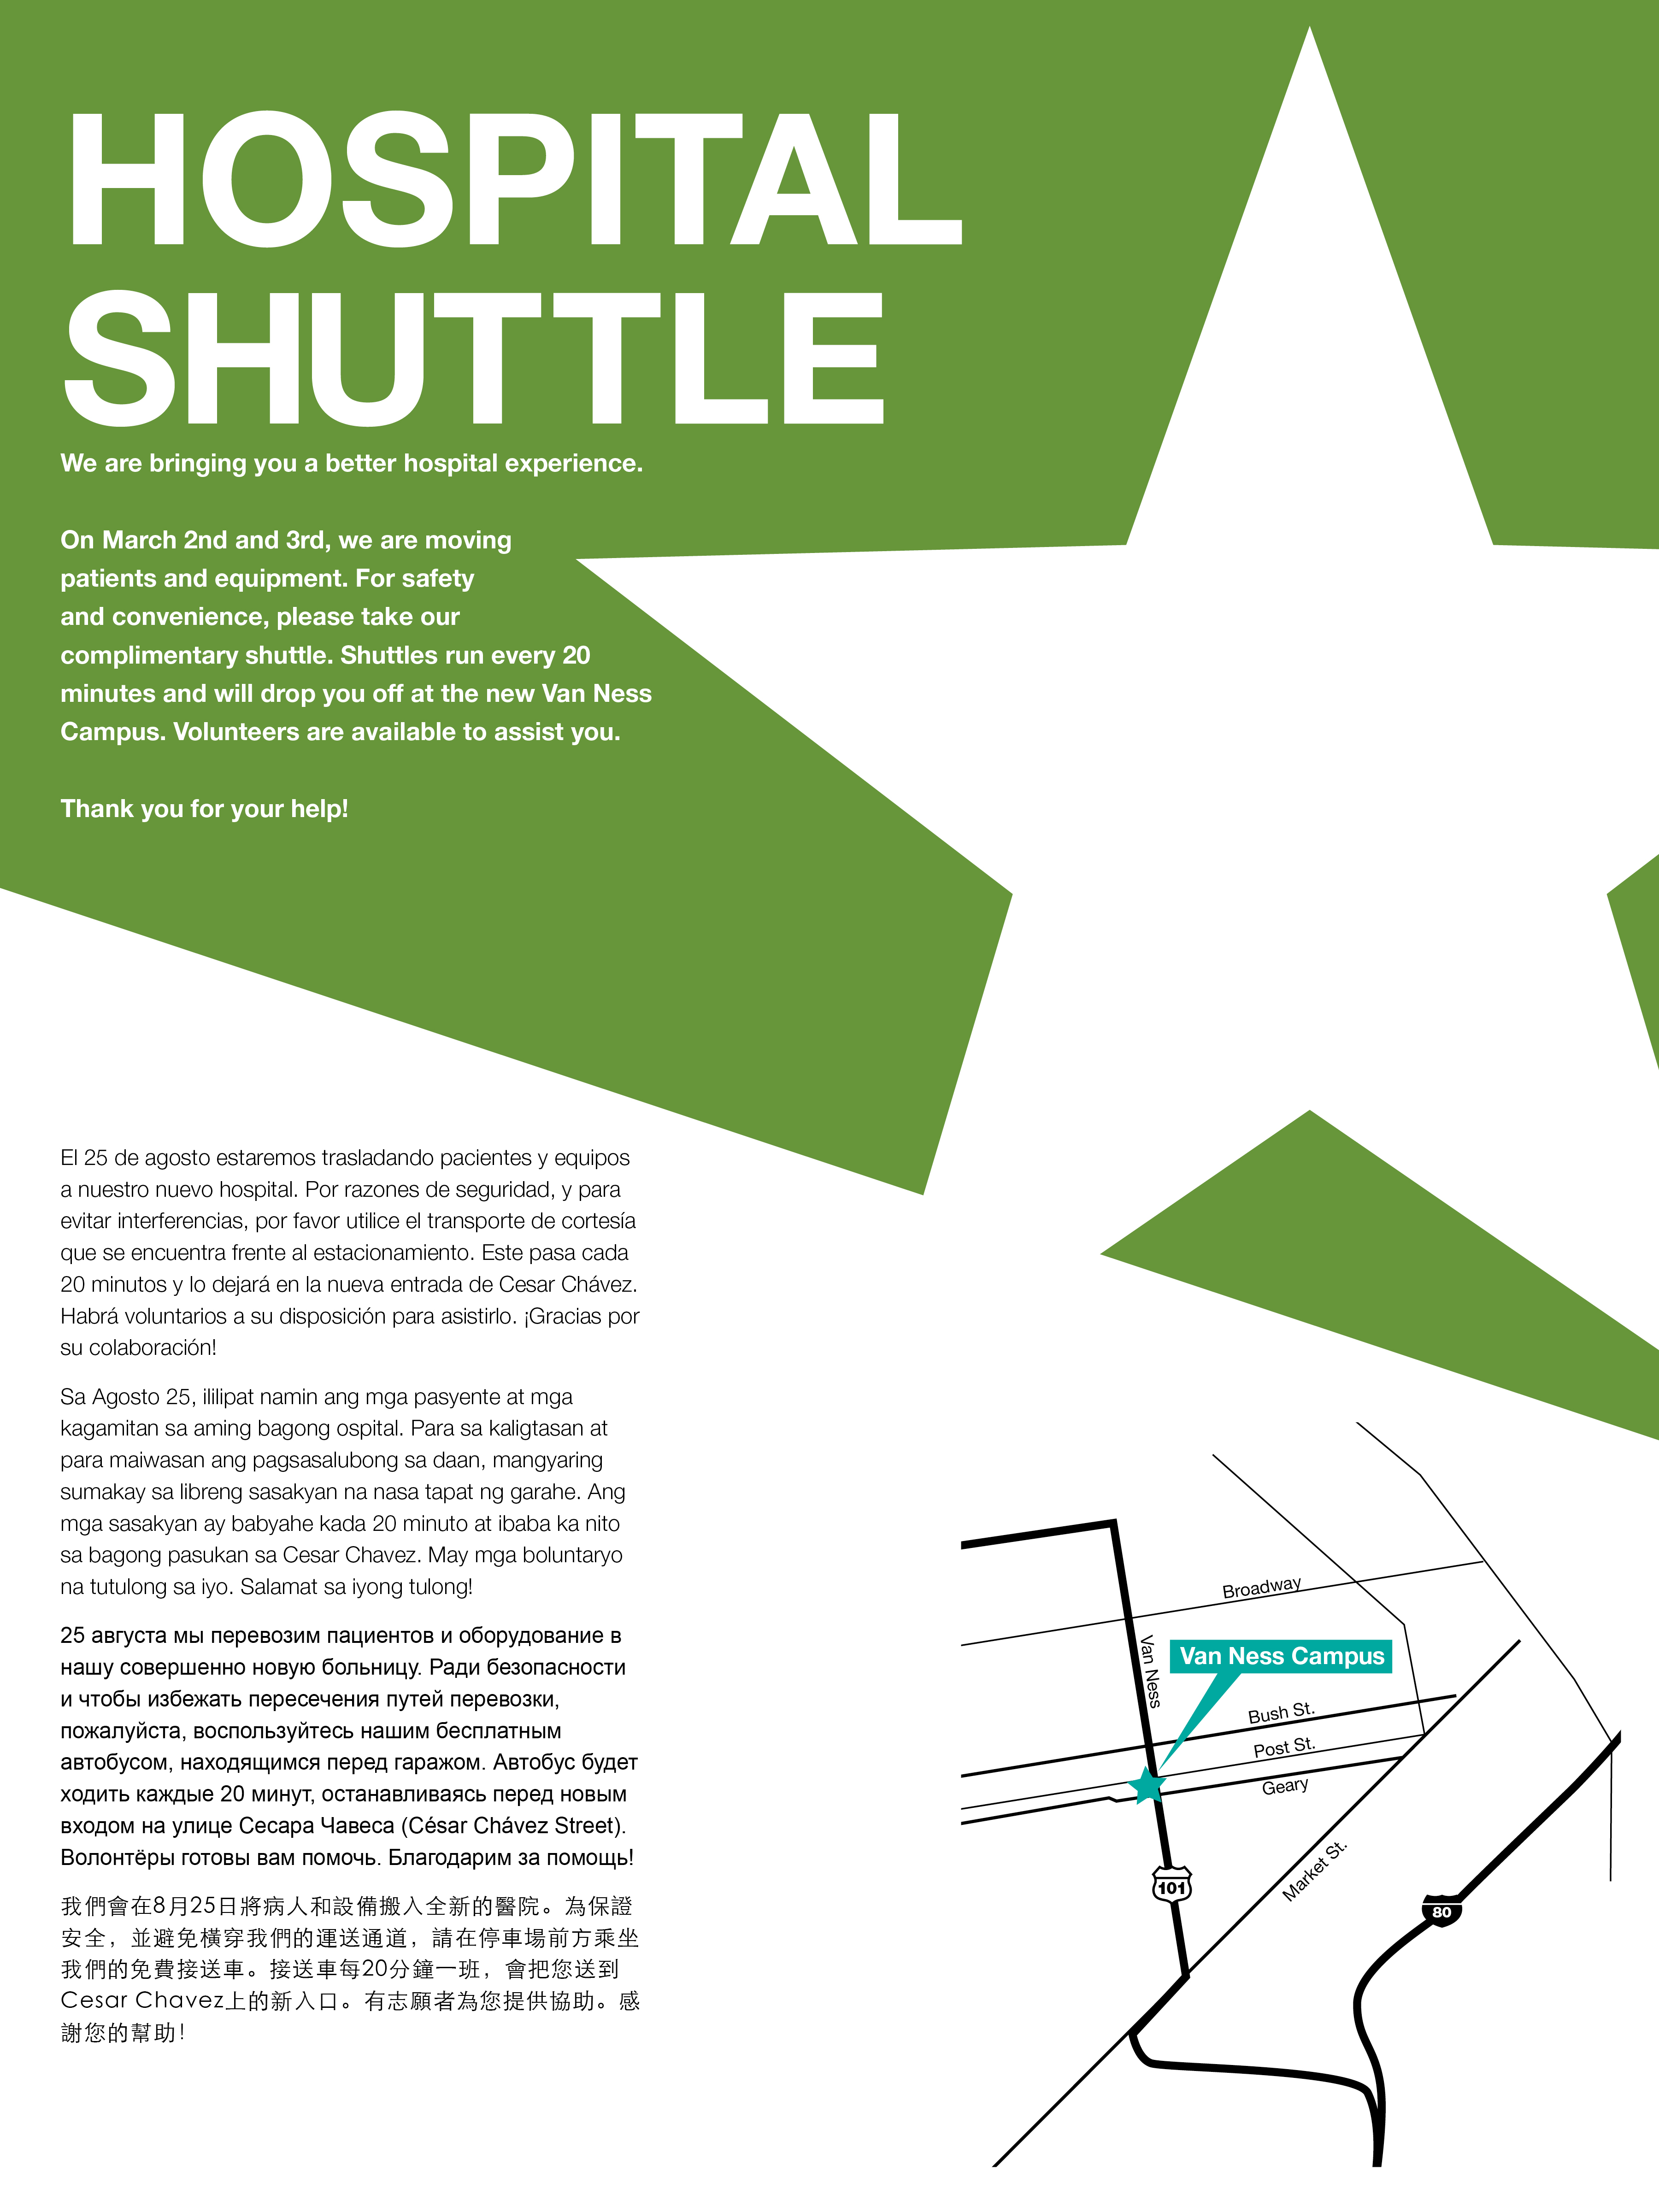 HOSPITAL
SHUTTLE
We are bringing you a better hospital experience.
On March 2nd and 3rd, we are moving
patients and equipment. For safety
and convenience, please take our
complimentary shuttle. Shuttles run every 20
minutes and will drop you off at the new Van Ness
Campus. Volunteers are available to assist you.
Thank you for your help!
El 25 de agosto estaremos trasladando pacientes y equipos
a nuestro nuevo hospital. Por razones de seguridad, y para
evitar interferencias, por favor utilice el transporte de cortesía
que se encuentra frente al estacionamiento. Este pasa cada
20 minutos y lo dejará en la nueva entrada de Cesar Chávez.
Habrá voluntarios a su disposición para asistirlo. ¡Gracias por
su colaboración!
Sa Agosto 25, ililipat namin ang mga pasyente at mga
kagamitan sa aming bagong ospital. Para sa kaligtasan at
para maiwasan ang pagsasalubong sa daan, mangyaring
sumakay sa libreng sasakyan na nasa tapat ng garahe. Ang
mga sasakyan ay babyahe kada 20 minuto at ibaba ka nito
sa bagong pasukan sa Cesar Chavez. May mga boluntaryo
na tutulong sa iyo. Salamat sa iyong tulong!
25 августа мы перевозим пациентов и оборудование в
нашу совершенно новую больницу. Ради безопасности
и чтобы избежать пересечения путей перевозки,
пожалуйста, воспользуйтесь нашим бесплатным
автобусом, находящимся перед гаражом. Автобус будет
ходить каждые 20 минут, останавливаясь перед новым
входом на улице Сесара Чавеса (César Chávez Street).
Волонтёры готовы вам помочь. Благодарим за помощь!
我們會在8月25日將病人和設備搬入全新的醫院。為保證
安全，並避免橫穿我們的運送通道，請在停車場前方乘坐
我們的免費接送車。接送車每20分鐘一班，會把您送到
Cesar Chavez上的新入口。有志願者為您提供協助。感
謝您的幫助！
Broadway
Van Ness
Van Ness Campus
Bush St.
Post St.
Geary
Market St.
101
80